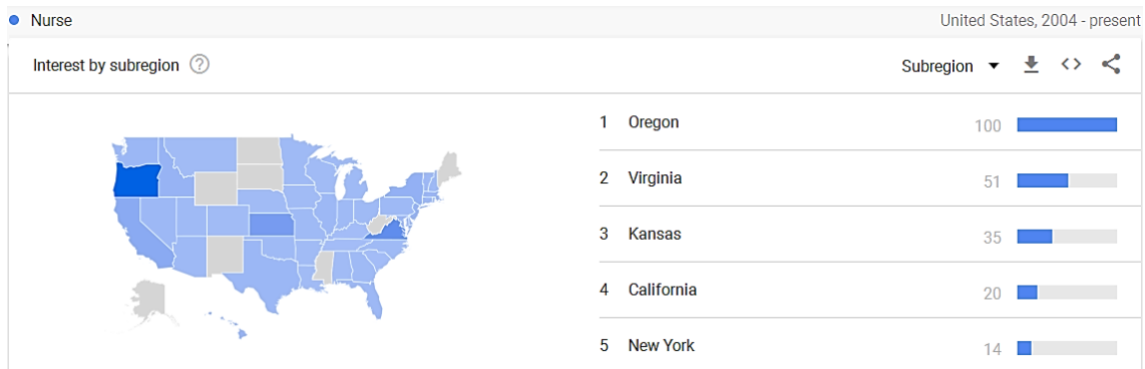 Nurse United States, 2004 - present
Interest by subregion ? Subregion <>
1 Oregon 100
2 Virginia 51
3 Kansas 35
4 California 20
5 New York 14